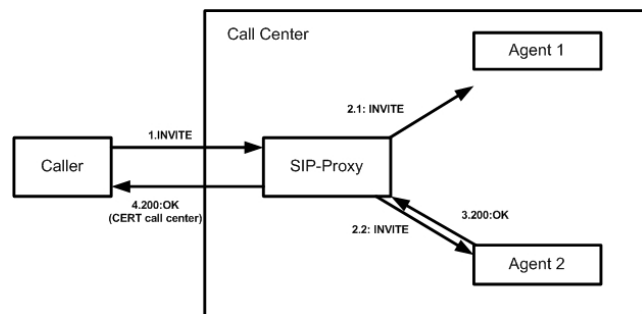 Call Center
Agent 1
2.1: INVITE
1.INVITE
Caller
SIP-Proxy
4.200:OK
(CERT call center)
3.200:OK
2.2: INVITE
Agent 2